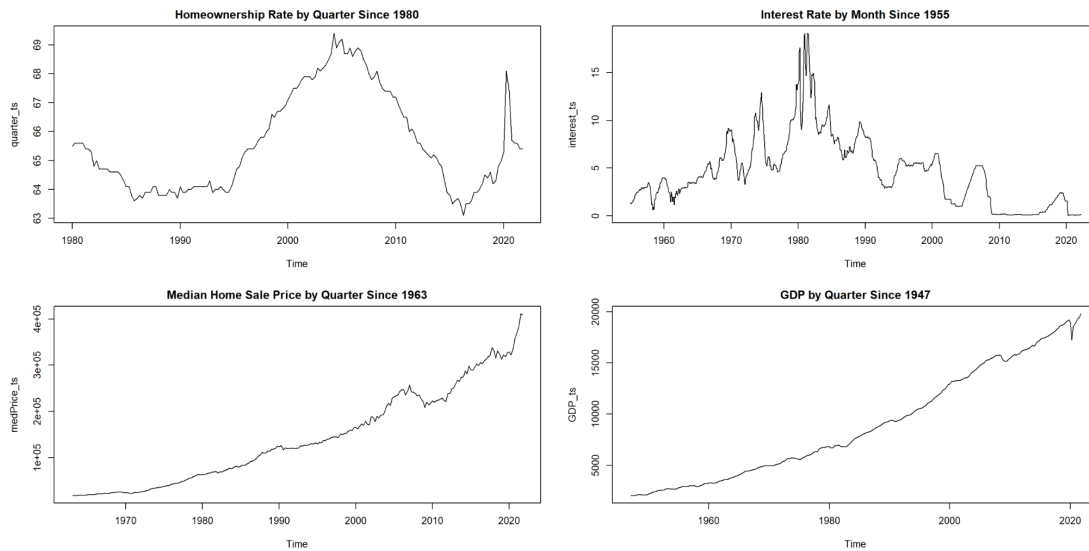 Homeownership Rate by Quarter Since 1980
quarter_ts
69
68
67
66
65
64
63
1980
1990
2000
2010
2020
Time
Interest Rate by Month Since 1955
interest_ts
15
10
5
0
1960
1970
1980
1990
2000
2010
2020
Time
Median Home Sale Price by Quarter Since 1963
medPrice_ts
4e+05
3e+05
2e+05
1e+05
1970
1980
1990
2000
2010
2020
Time
GDP by Quarter Since 1947
GDP_ts
20000
15000
10000
5000
1960
1980
2000
2020
Time